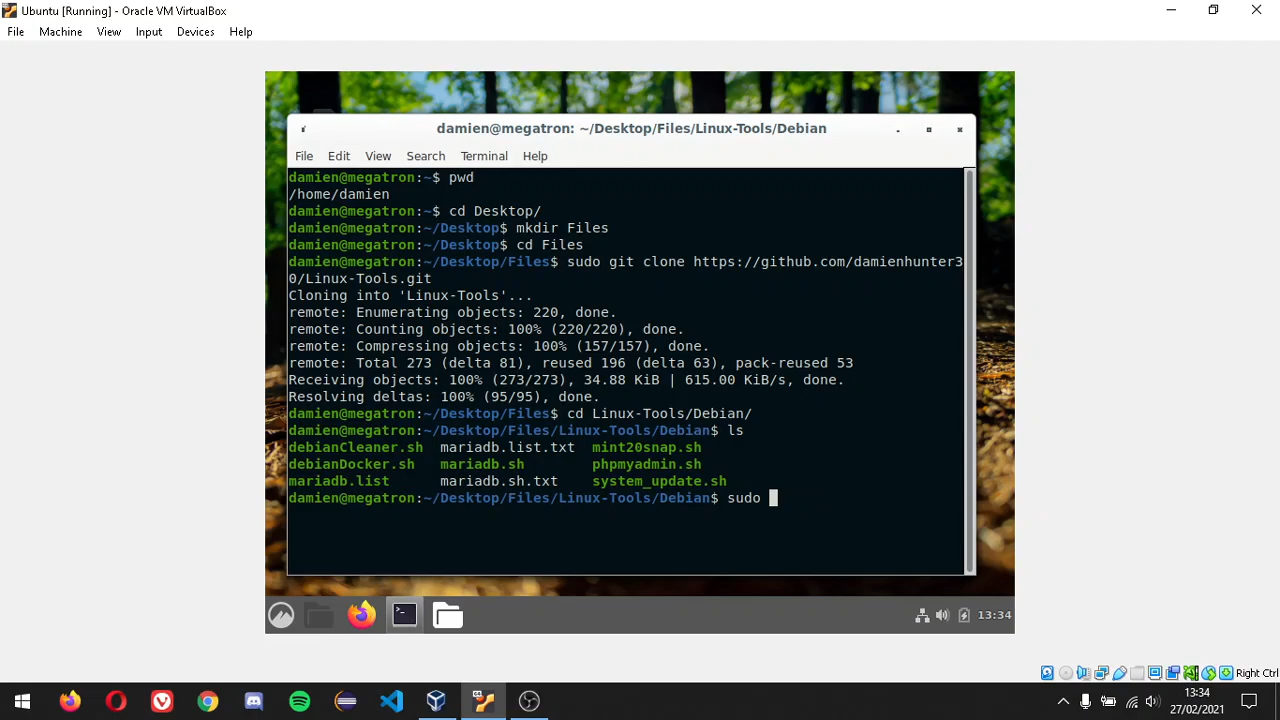 Ubuntu [Running] - Oracle VM VirtualBox
File Machine View Input Devices Help
damien@megatron: ~/Desktop/Files/Linux-Tools/Debian
File Edit View Search Terminal Help
damien@megatron:~$ pwd
/home/damien
damien@megatron:~$ cd Desktop/
damien@megatron:~/Desktop$ mkdir Files
damien@megatron:~/Desktop$ cd Files
damien@megatron:~/Desktop/Files$ sudo git clone https://github.com/damienhunter3
0/Linux-Tools.git
Cloning into 'Linux-Tools'...
remote: Enumerating objects: 220, done.
remote: Counting objects: 100% (220/220), done.
remote: Compressing objects: 100% (157/157), done.
remote: Total 273 (delta 81), reused 196 (delta 63), pack-reused 53
Receiving objects: 100% (273/273), 34.88 KiB | 615.00 KiB/s, done.
Resolving deltas: 100% (95/95), done.
damien@megatron:~/Desktop/Files$ cd Linux-Tools/Debian/
damien@megatron:~/Desktop/Files/Linux-Tools/Debian$ ls
debianCleaner.sh mariadb.list.txt mint20snap.sh
debianDocker.sh mariadb.sh phpmyadmin.sh
mariadb.list mariadb.sh.txt system_update.sh
damien@megatron:~/Desktop/Files/Linux-Tools/Debian$ sudo
13:34
Right Ctrl
13:34
27/02/2021